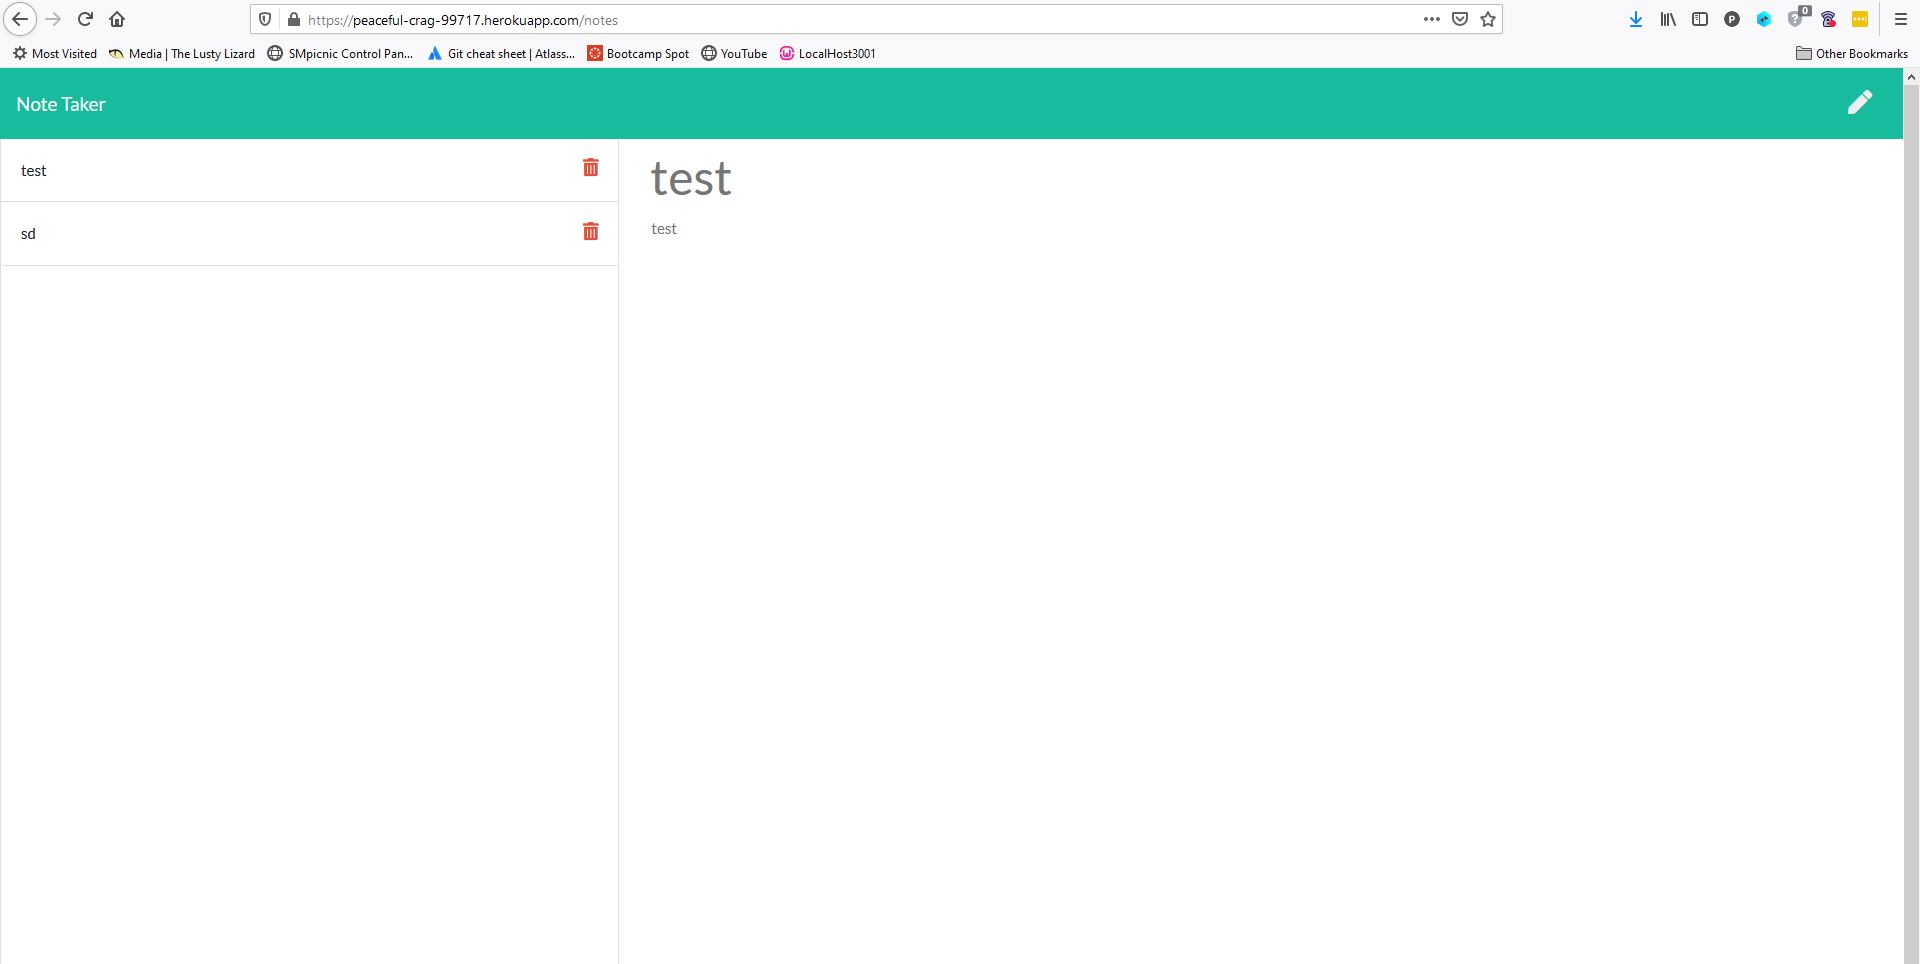 https://peaceful-crag-99717.herokuapp.com/notes
0
Most Visited Media | The Lusty Lizard SMpicnic Control Pan... Git cheat sheet | Atlass... Bootcamp Spot YouTube LocalHost3001 Other Bookmarks
Note Taker
test
sd
test
test